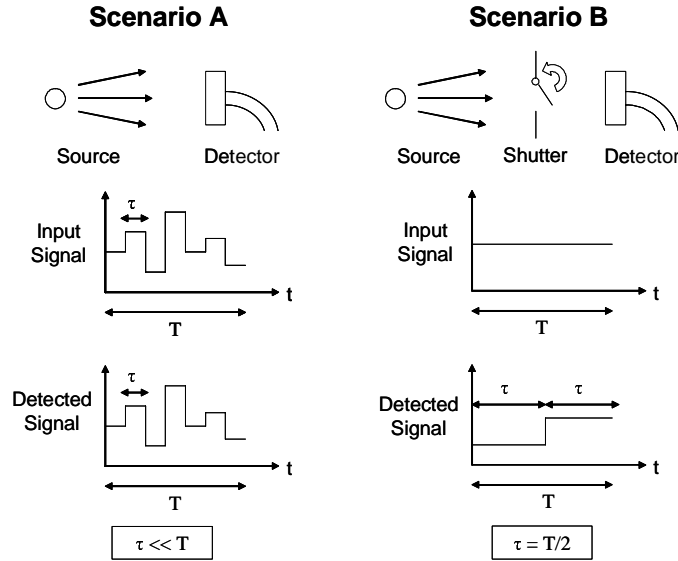 Scenario A
Scenario B
Source
Detector
Source
Shutter
Detector
τ
Input
Signal
t
T
Input
Signal
t
T
τ
Detected
Signal
t
T
τ
τ
Detected
Signal
t
T
τ << T
τ = T/2